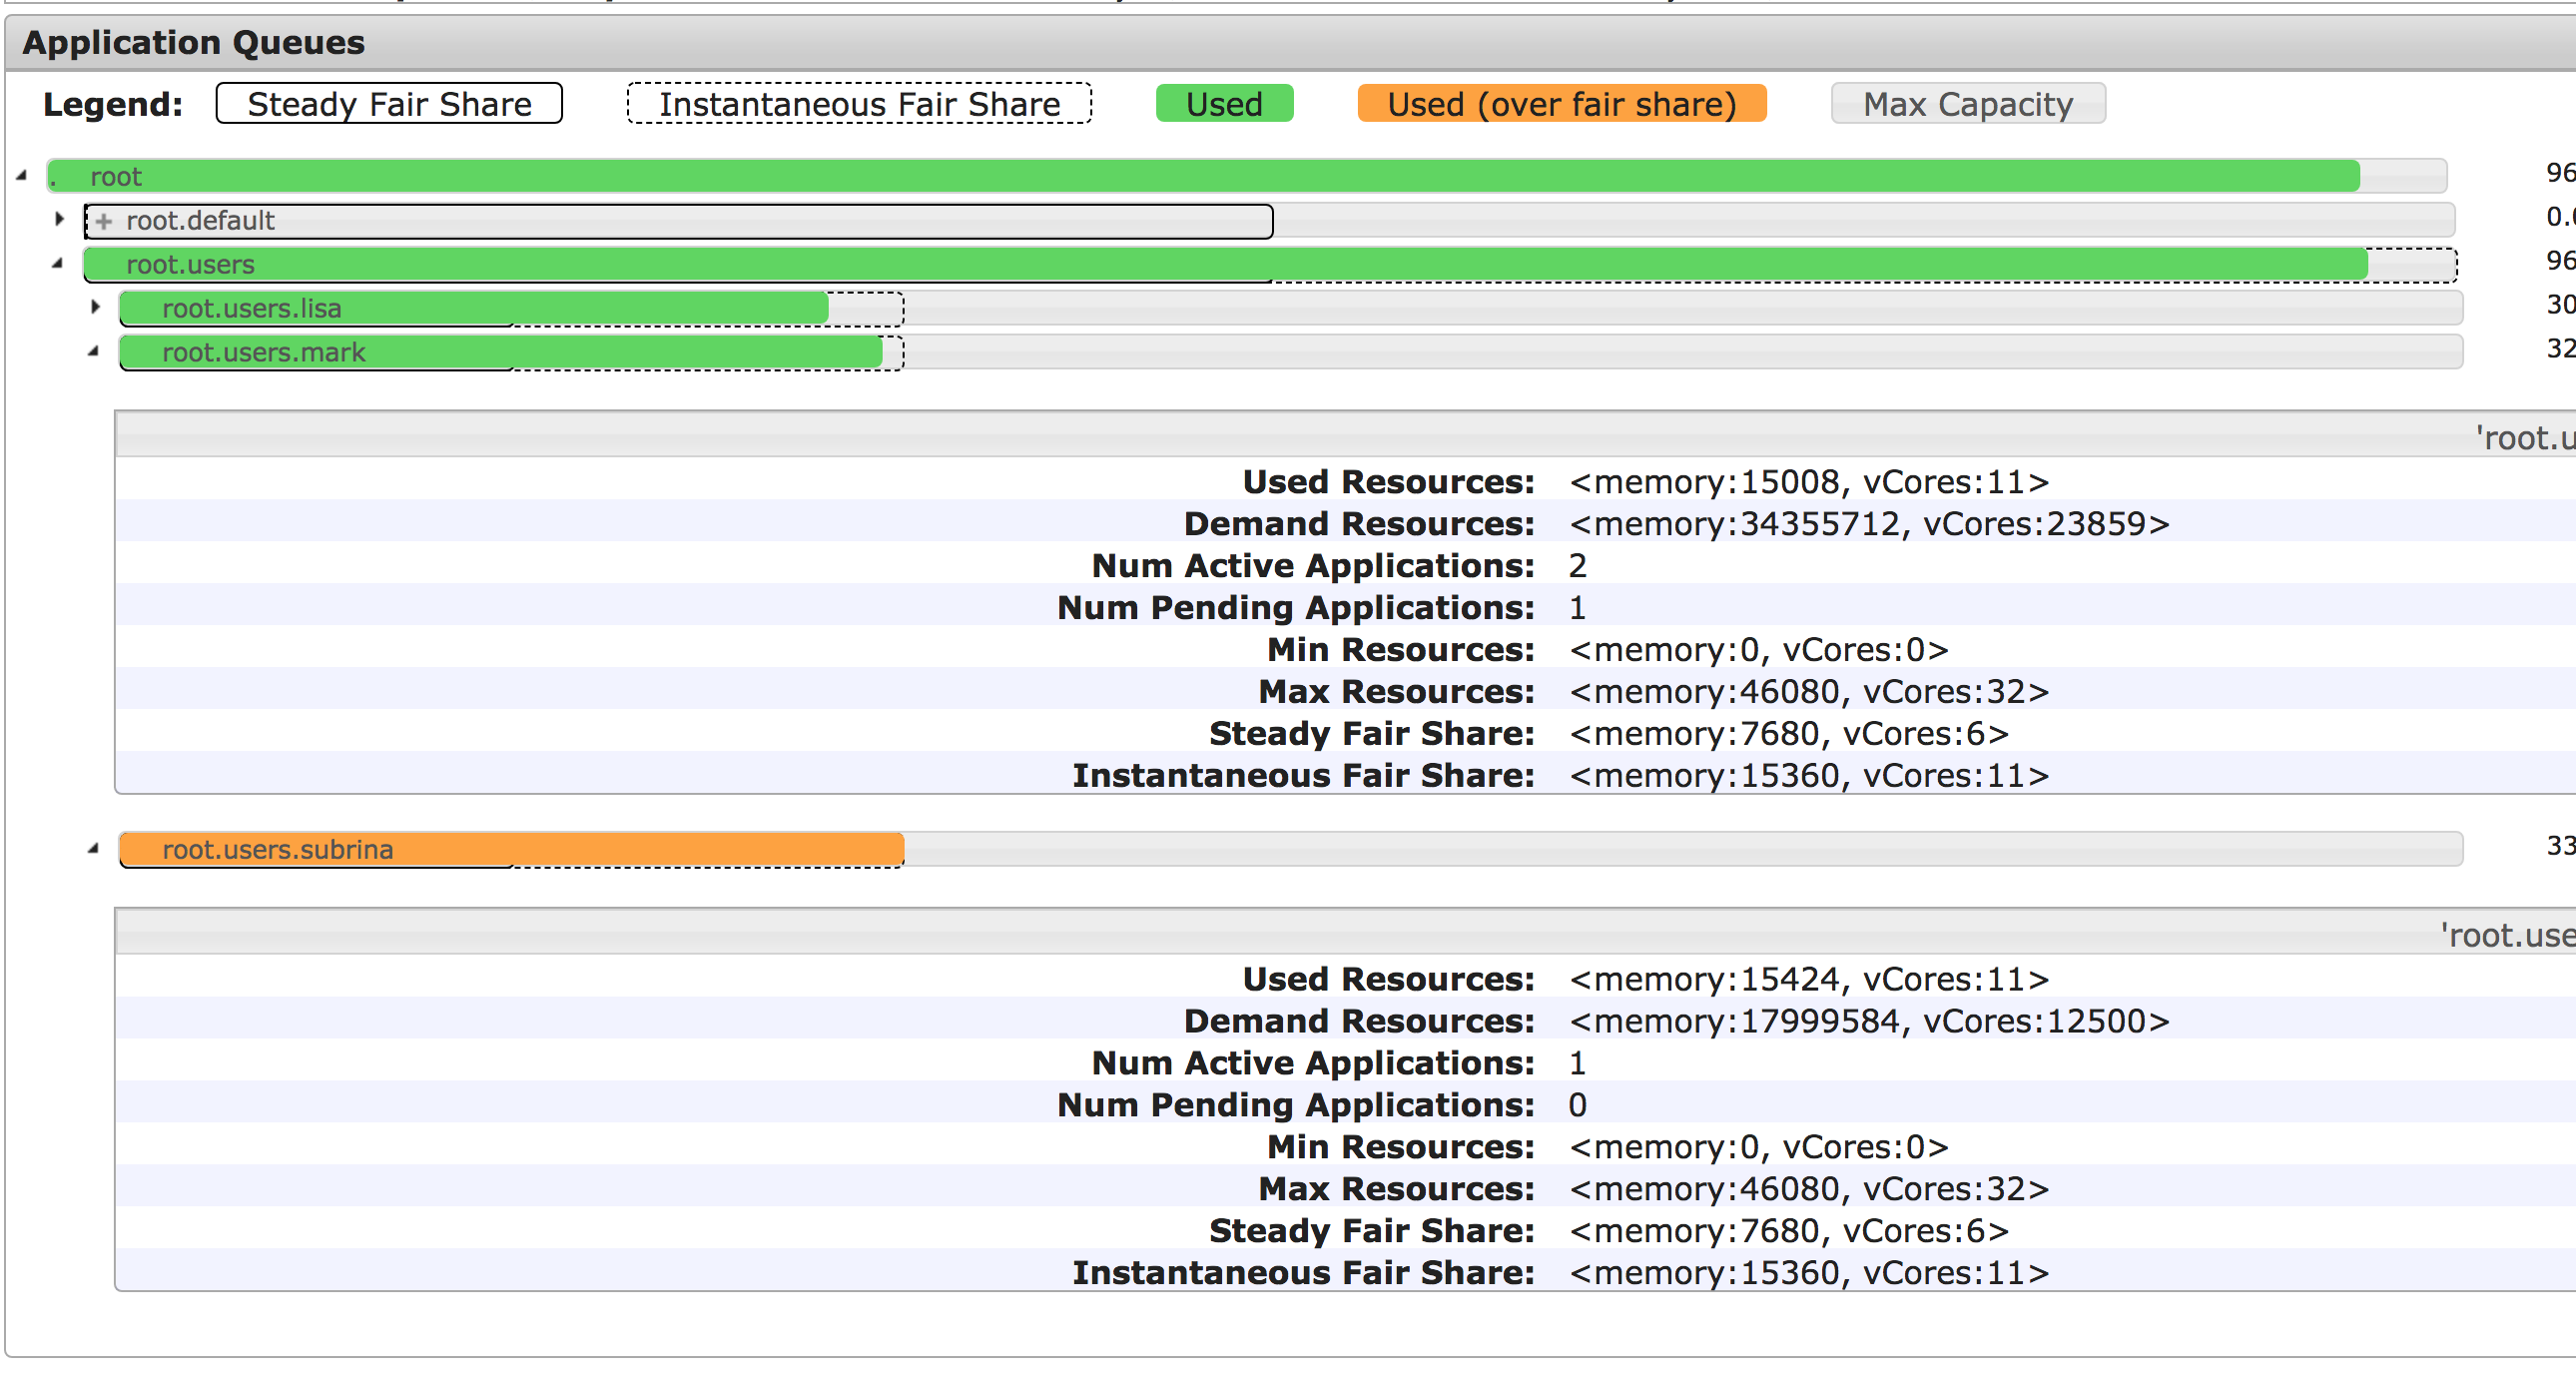 Application Queues
Legend: Steady Fair Share Instantaneous Fair Share Used Used (over fair share) Max Capacity
. root 96
+ root.default 0.
root.users 96
root.users.lisa 30
root.users.mark 32
'root.u
Used Resources: <memory:15008, vCores:11>
Demand Resources: <memory:34355712, vCores:23859>
Num Active Applications: 2
Num Pending Applications: 1
Min Resources: <memory:0, vCores:0>
Max Resources: <memory:46080, vCores:32>
Steady Fair Share: <memory:7680, vCores:6>
Instantaneous Fair Share: <memory:15360, vCores:11>
root.users.subrina 33
'root.use
Used Resources: <memory:15424, vCores:11>
Demand Resources: <memory:17999584, vCores:12500>
Num Active Applications: 1
Num Pending Applications: 0
Min Resources: <memory:0, vCores:0>
Max Resources: <memory:46080, vCores:32>
Steady Fair Share: <memory:7680, vCores:6>
Instantaneous Fair Share: <memory:15360, vCores:11>